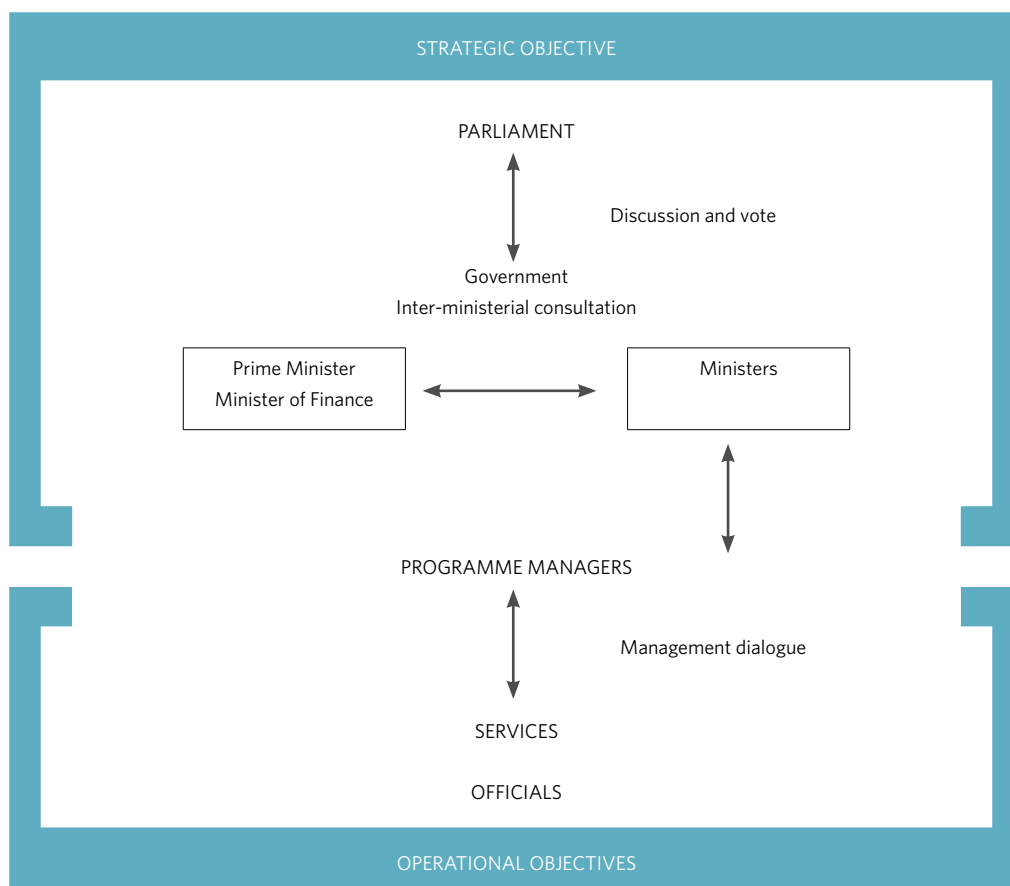 STRATEGIC OBJECTIVE
PARLIAMENT
Discussion and vote
Government
Inter-ministerial consultation
Prime Minister
Minister of Finance
Ministers
PROGRAMME MANAGERS
Management dialogue
SERVICES
OFFICIALS
OPERATIONAL OBJECTIVES